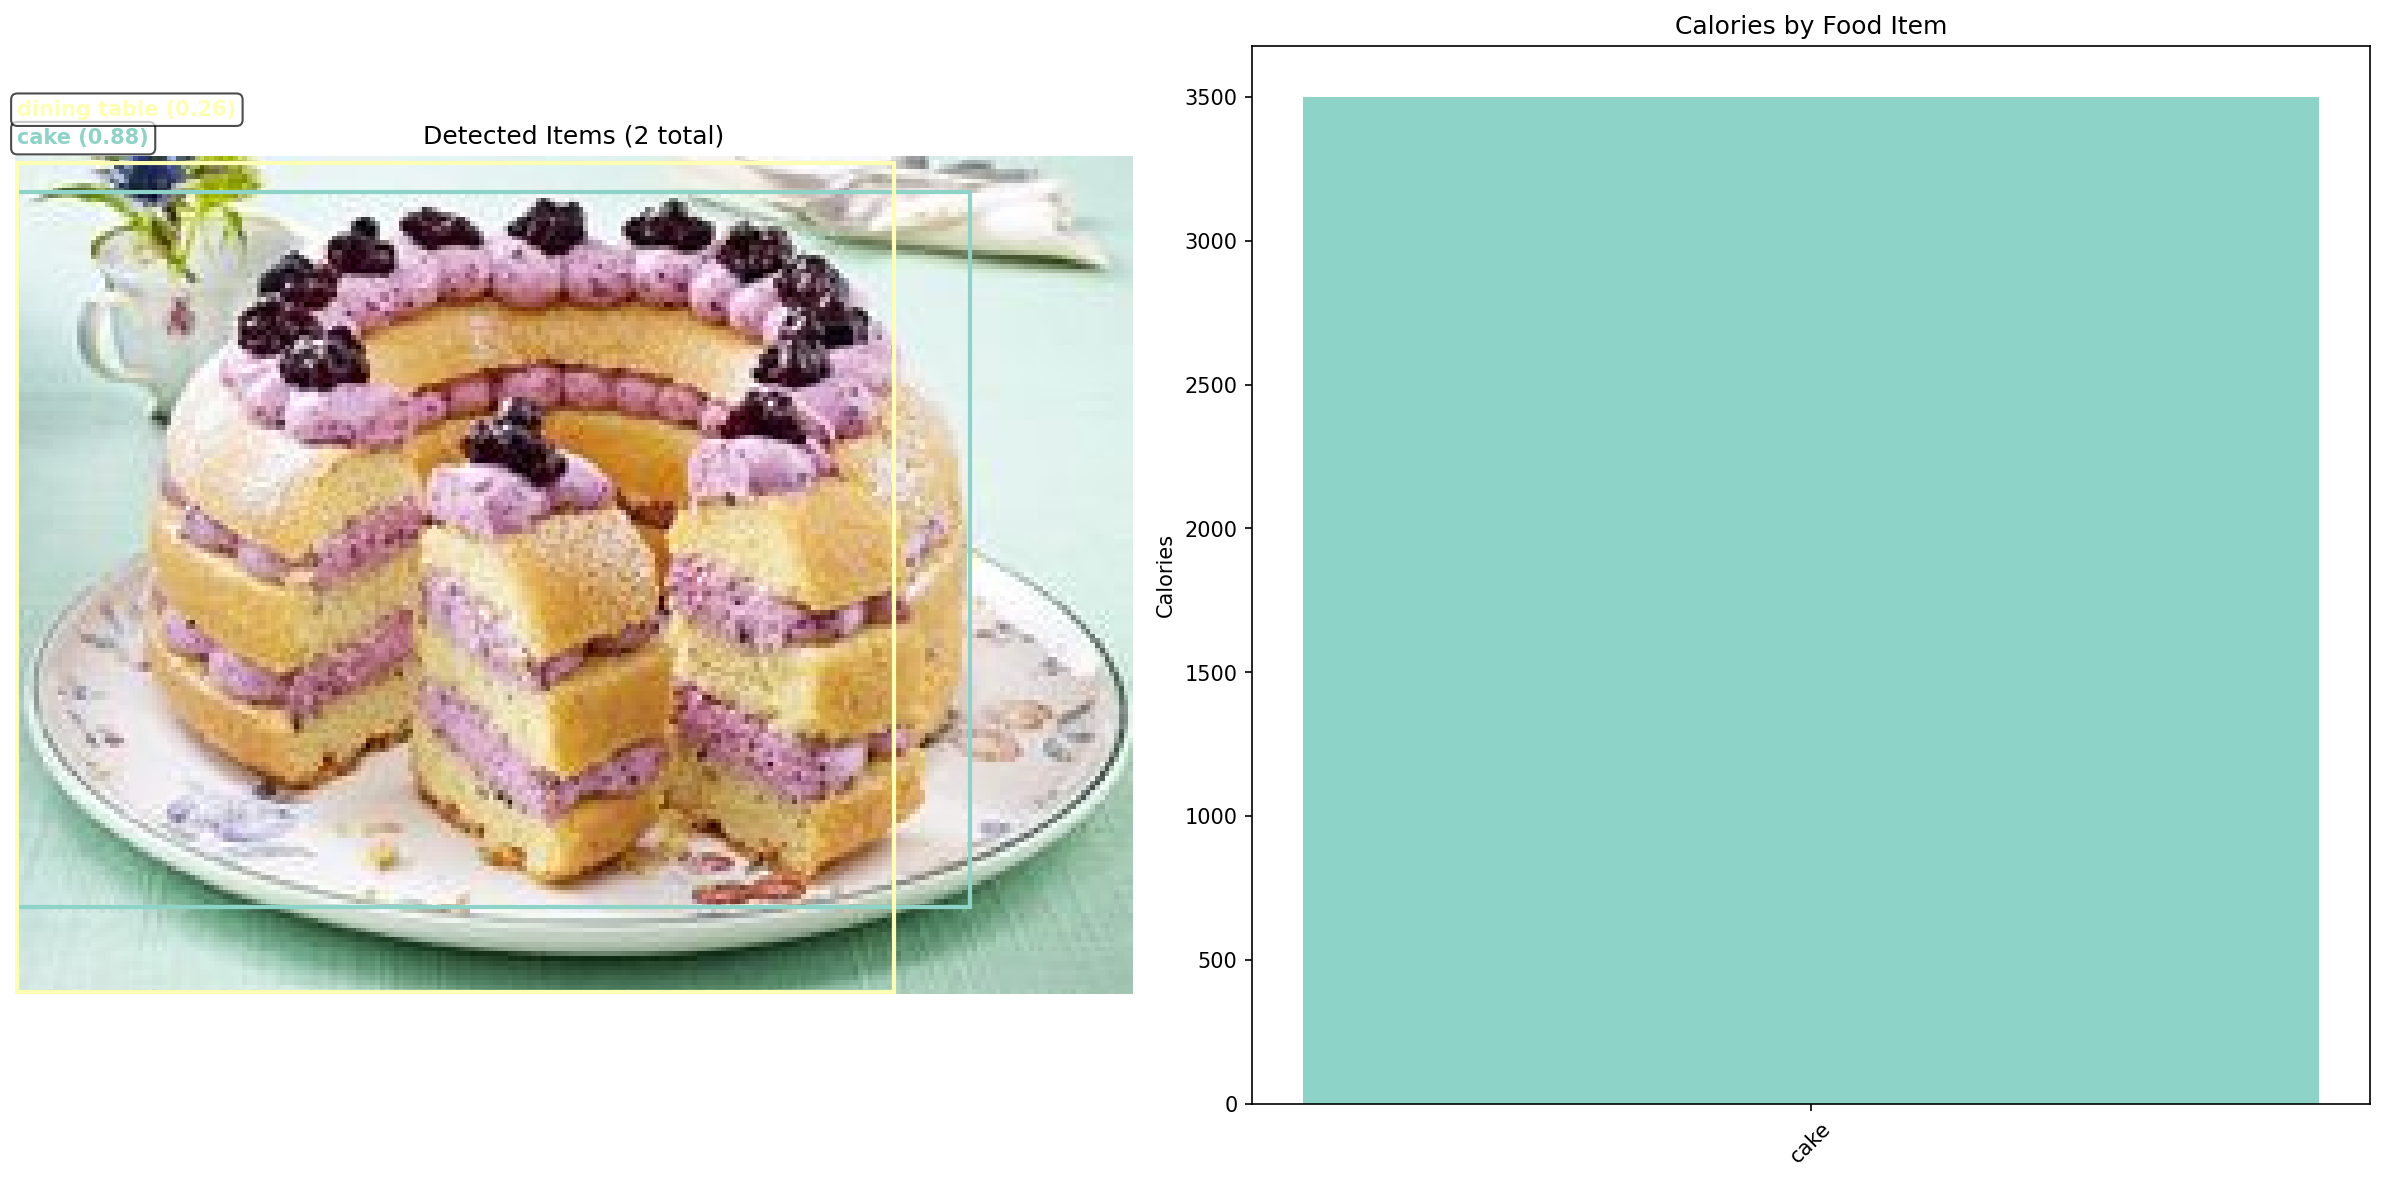 dining table (0.26)
cake (0.88)
Detected Items (2 total)
Calories by Food Item
Calories
3500
3000
2500
2000
1500
1000
500
0
cake